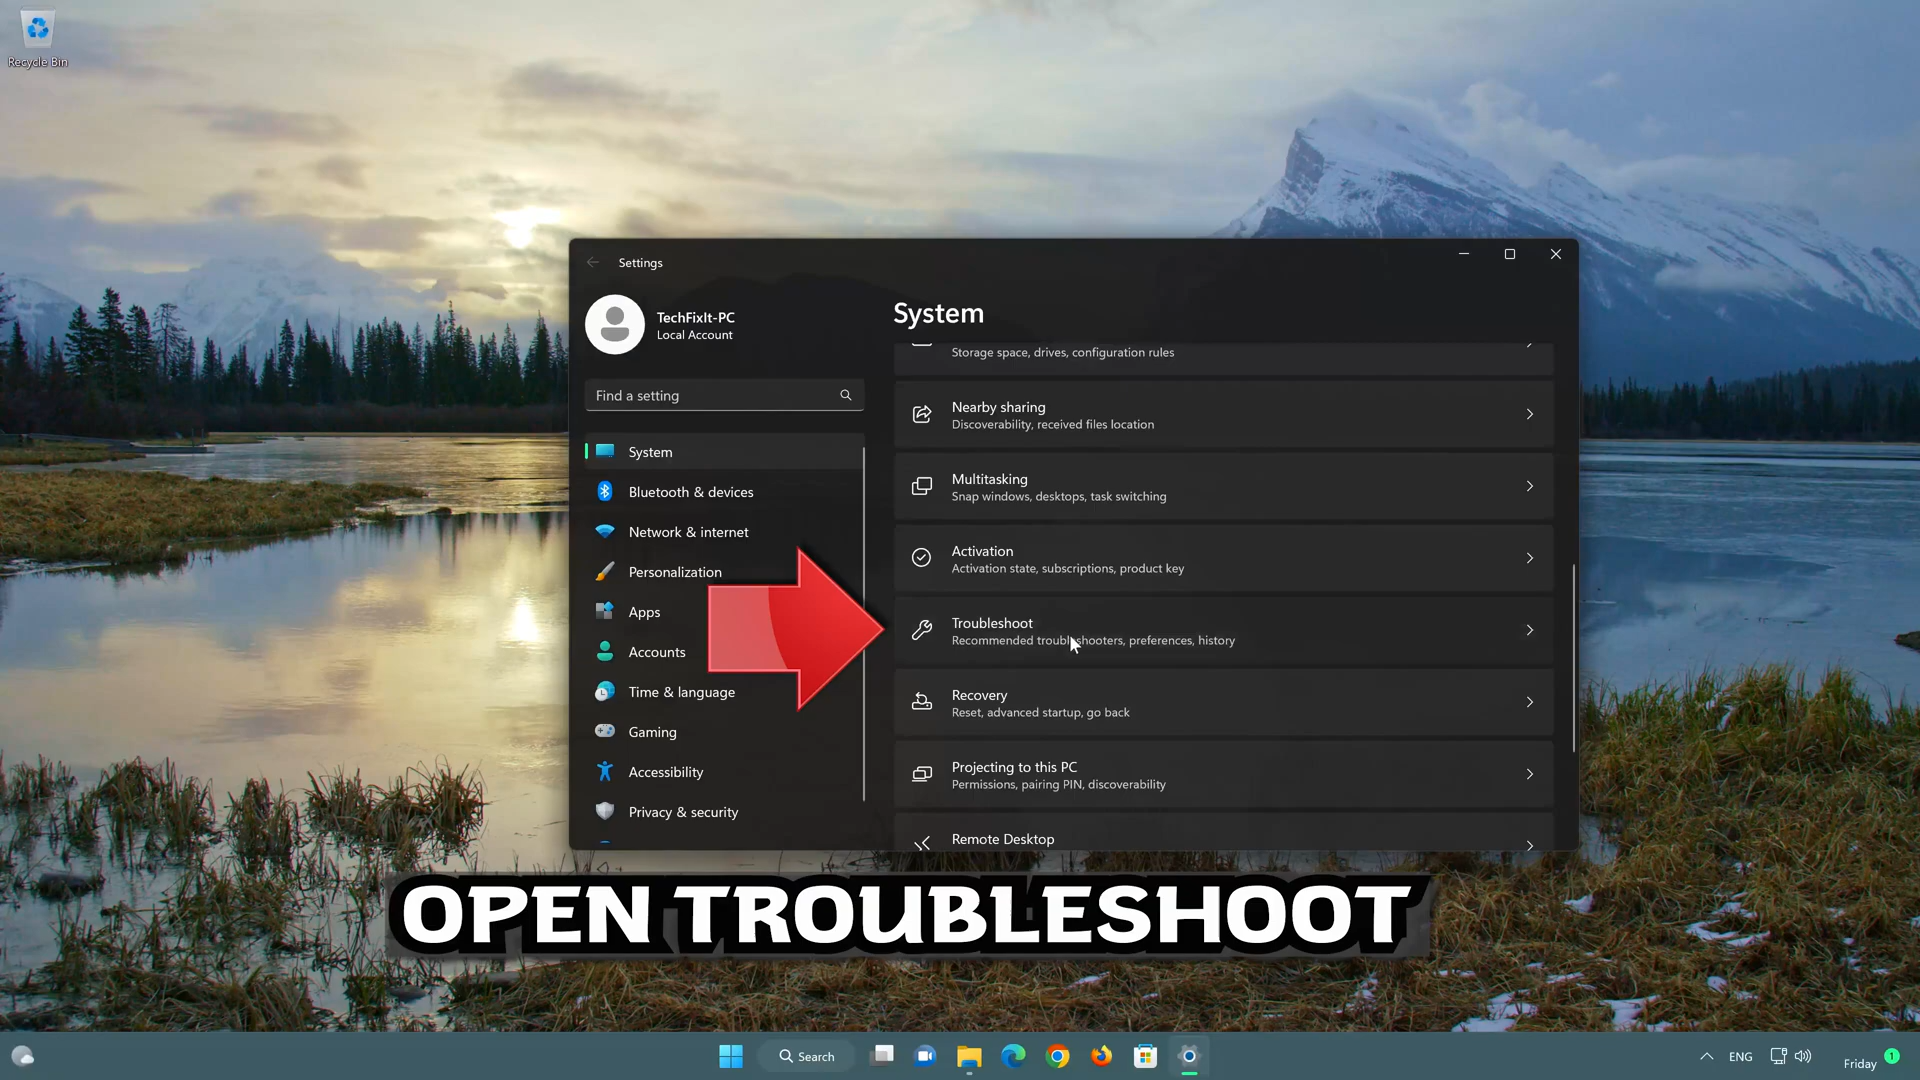 Recycle Bin
Settings
TechFixIt-PC
Local Account
Find a setting
System
Bluetooth & devices
Network & internet
Personalization
Apps
Accounts
Time & language
Gaming
Accessibility
Privacy & security
System
Storage space, drives, configuration rules
Nearby sharing
Discoverability, received files location
Multitasking
Snap windows, desktops, task switching
Activation
Activation state, subscriptions, product key
Troubleshoot
Recommended troubleshooters, preferences, history
Recovery
Reset, advanced startup, go back
Projecting to this PC
Permissions, pairing PIN, discoverability
Remote Desktop
OPEN TROUBLESHOOT
Search
ENG
Friday
1